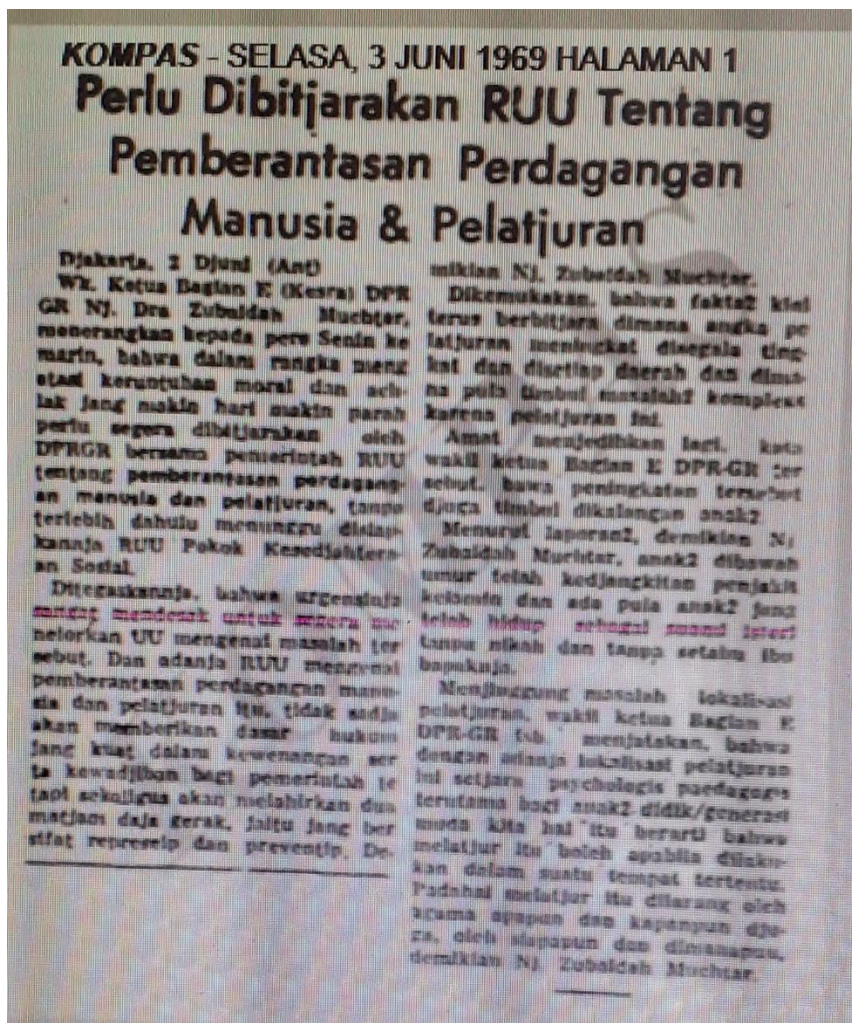 KOMPAS - SELASA, 3 JUNI 1969 HALAMAN 1
Perlu Dibitjarakan RUU Tentang
Pemberantasan Perdagangan
Manusia & Pelatjuran
Djakarta, 2 Djuni (Ant)
Wk. Ketua Bagian E (Kesra) DPR
GR Nj. Dra Zubaidah Muchtar,
menerangkan kepada pers Senin ke
marin, bahwa dalam rangka meng
atasi keruntuhan moral dan ach-
lak jang makin hari makin parah
perlu segera dibitjarakan oleh
DPRGR bersama pemerintah RUU
tentang pemberantasan perdagang-
an manusia dan pelatjuran, tanpa
terlebih dahulu menunggu disiap-
kannja RUU Pokok Kesedjahtera-
an Sosial.
Ditegaskannja, bahwa urgensinja
sangat mendesak untuk segera me
nelorkan UU mengenai masalah ter
sebut. Dan adanja RUU mengenai
pemberantasan perdagangan manu-
sia dan pelatjuran itu, tidak sadja
akan memberikan dasar hukum
jang kuat dalam kewenangan ser
ta kewadjiban bagi pemerintah te
tapi sekaligus akan melahirkan dua
matjam daja gerak, jaitu jang ber
sifat represip dan preventip. De-
mikian Nj. Zubaidah Muchtar.
Dikemukakan, bahwa fakta2 kini
terus berbitjara dimana angka pe
latjuran meningkat disegala ting-
kat dan disetiap daerah dan dima-
na pula timbul masalah2 kompleks
karena pelatjuran ini.
Amat menjedihkan lagi, kata
wakil ketua Bagian E DPR-GR ter
sebut, bawa peningkatan tersebut
djuga timbul dikalangan anak2.
Menurut laporan2, demikian Nj
Zubaidah Muchtar, anak2 dibawah
umur telah kedjangkitan penjakit
kelamin dan ada pula anak2 jang
telah hidup sebagai suami isteri
tanpa nikah dan tanpa setahu ibu
bapaknja.
Menjinggung masalah lokalisasi
pelatjuran, wakil ketua Bagian E
DPR-GR tsb. menjatakan, bahwa
dengan adanja lokalisasi pelatjuran
ini setjara psychologis paedagogis
terutama bagi anak2 didik/generasi
muda kita hal itu berarti bahwa
melatjur itu boleh apabila dilaku-
kan dalam suatu tempat tertentu.
Padahal melatjur itu dilarang oleh
agama apapun dan kapanpun dju-
ga, oleh siapapun dan dimanapun,
demikian Nj. Zubaidah Muchtar.